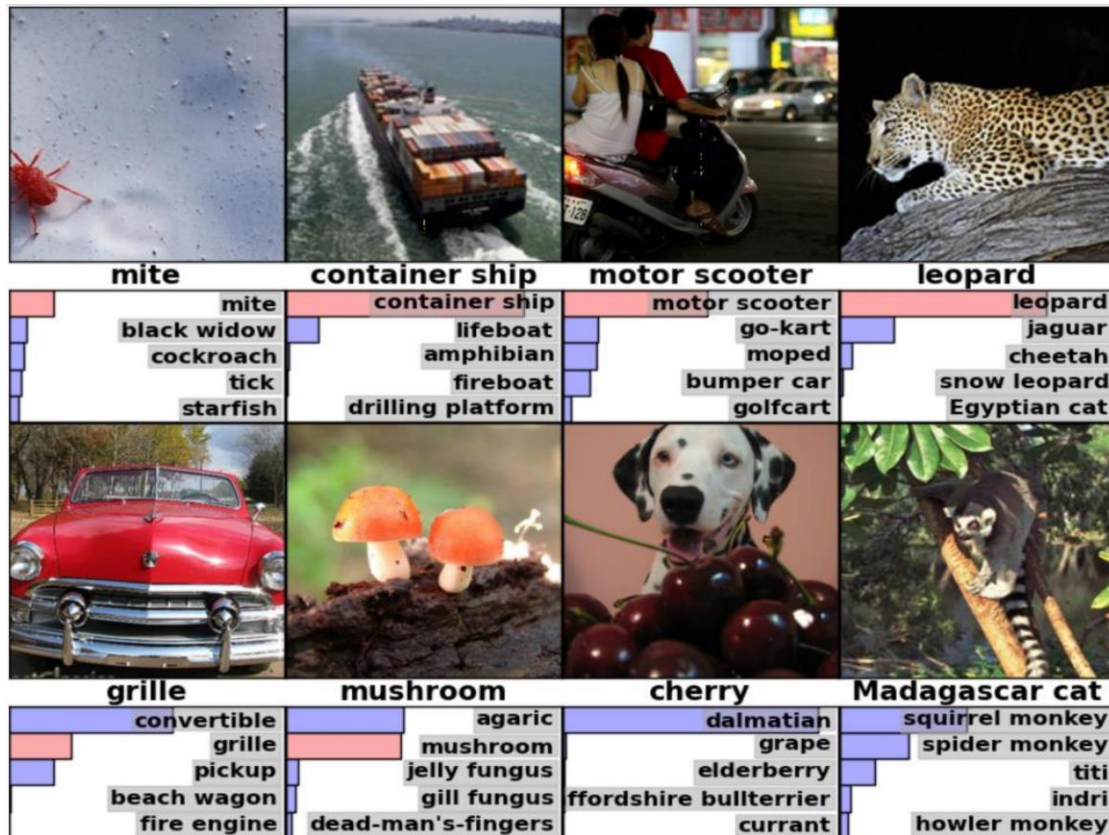 mite
container ship
motor scooter
leopard
mite
black widow
cockroach
tick
starfish
container ship
lifeboat
amphibian
fireboat
drilling platform
motor scooter
go-kart
moped
bumper car
golfcart
leopard
jaguar
cheetah
snow leopard
Egyptian cat
grille
mushroom
cherry
Madagascar cat
convertible
grille
pickup
beach wagon
fire engine
agaric
mushroom
jelly fungus
gill fungus
dead-man's-fingers
dalmatian
grape
elderberry
ffordshire bullterrier
currant
squirrel monkey
spider monkey
titi
indri
howler monkey